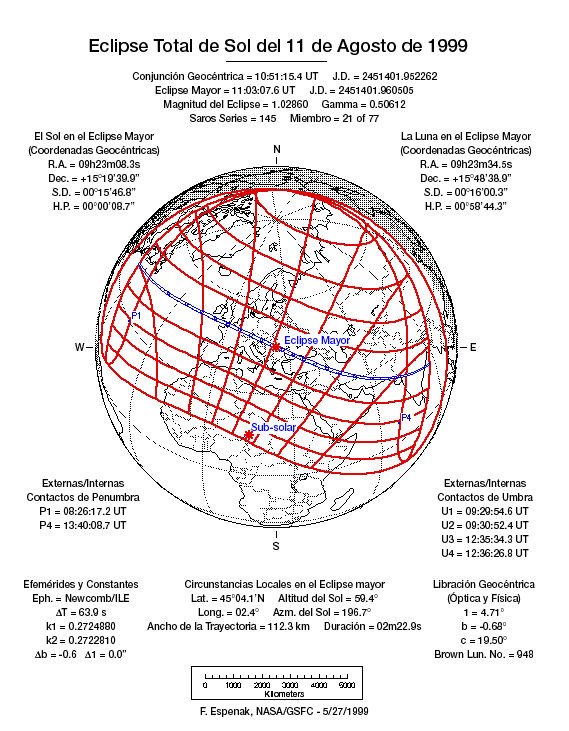 Eclipse Total de Sol del 11 de Agosto de 1999
Conjunción Geocéntrica = 10:51:15.4 UT J.D. = 2451401.952262
Eclipse Mayor = 11:03:07.6 UT J.D. = 2451401.960505
Magnitud del Eclipse = 1.02860 Gamma = 0.50612
Saros Series = 145 Miembro = 21 of 77
El Sol en el Eclipse Mayor
(Coordenadas Geocéntricas)
R.A. = 09h23m08.3s
Dec. = +15°19'39.9"
S.D. = 00°15'46.8"
H.P. = 00°00'08.7"
La Luna en el Eclipse Mayor
(Coordenadas Geocéntricas)
R.A. = 09h23m34.5s
Dec. = +15°48'38.9"
S.D. = 00°16'00.3"
H.P. = 00°58'44.3"
N
P1
Eclipse Mayor
W
E
P4
Sub-solar
S
Externas/Internas
Contactos de Penumbra
P1 = 08:26:17.2 UT
P4 = 13:40:08.7 UT
Externas/Internas
Contactos de Umbra
U1 = 09:29:54.6 UT
U2 = 09:30:52.4 UT
U3 = 12:35:34.3 UT
U4 = 12:36:26.8 UT
Efemérides y Constantes
Eph. = Newcomb/ILE
ΔT = 63.9 s
k1 = 0.2724880
k2 = 0.2722810
Δb = -0.6 Δ1 = 0.0"
Circunstancias Locales en el Eclipse mayor
Lat. = 45°04.1'N Altitud del Sol = 59.4°
Long. = 02.4° Azm. del Sol = 196.7°
Ancho de la Trayectoria = 112.3 km Duración = 02m22.9s
Libración Geocéntrica
(Óptica y Física)
1 = 4.71°
b = -0.68°
c = 19.50°
Brown Lun. No. = 948
0 1000 2000 3000 4000 5000
Kilometers
F. Espenak, NASA/GSFC - 5/27/1999